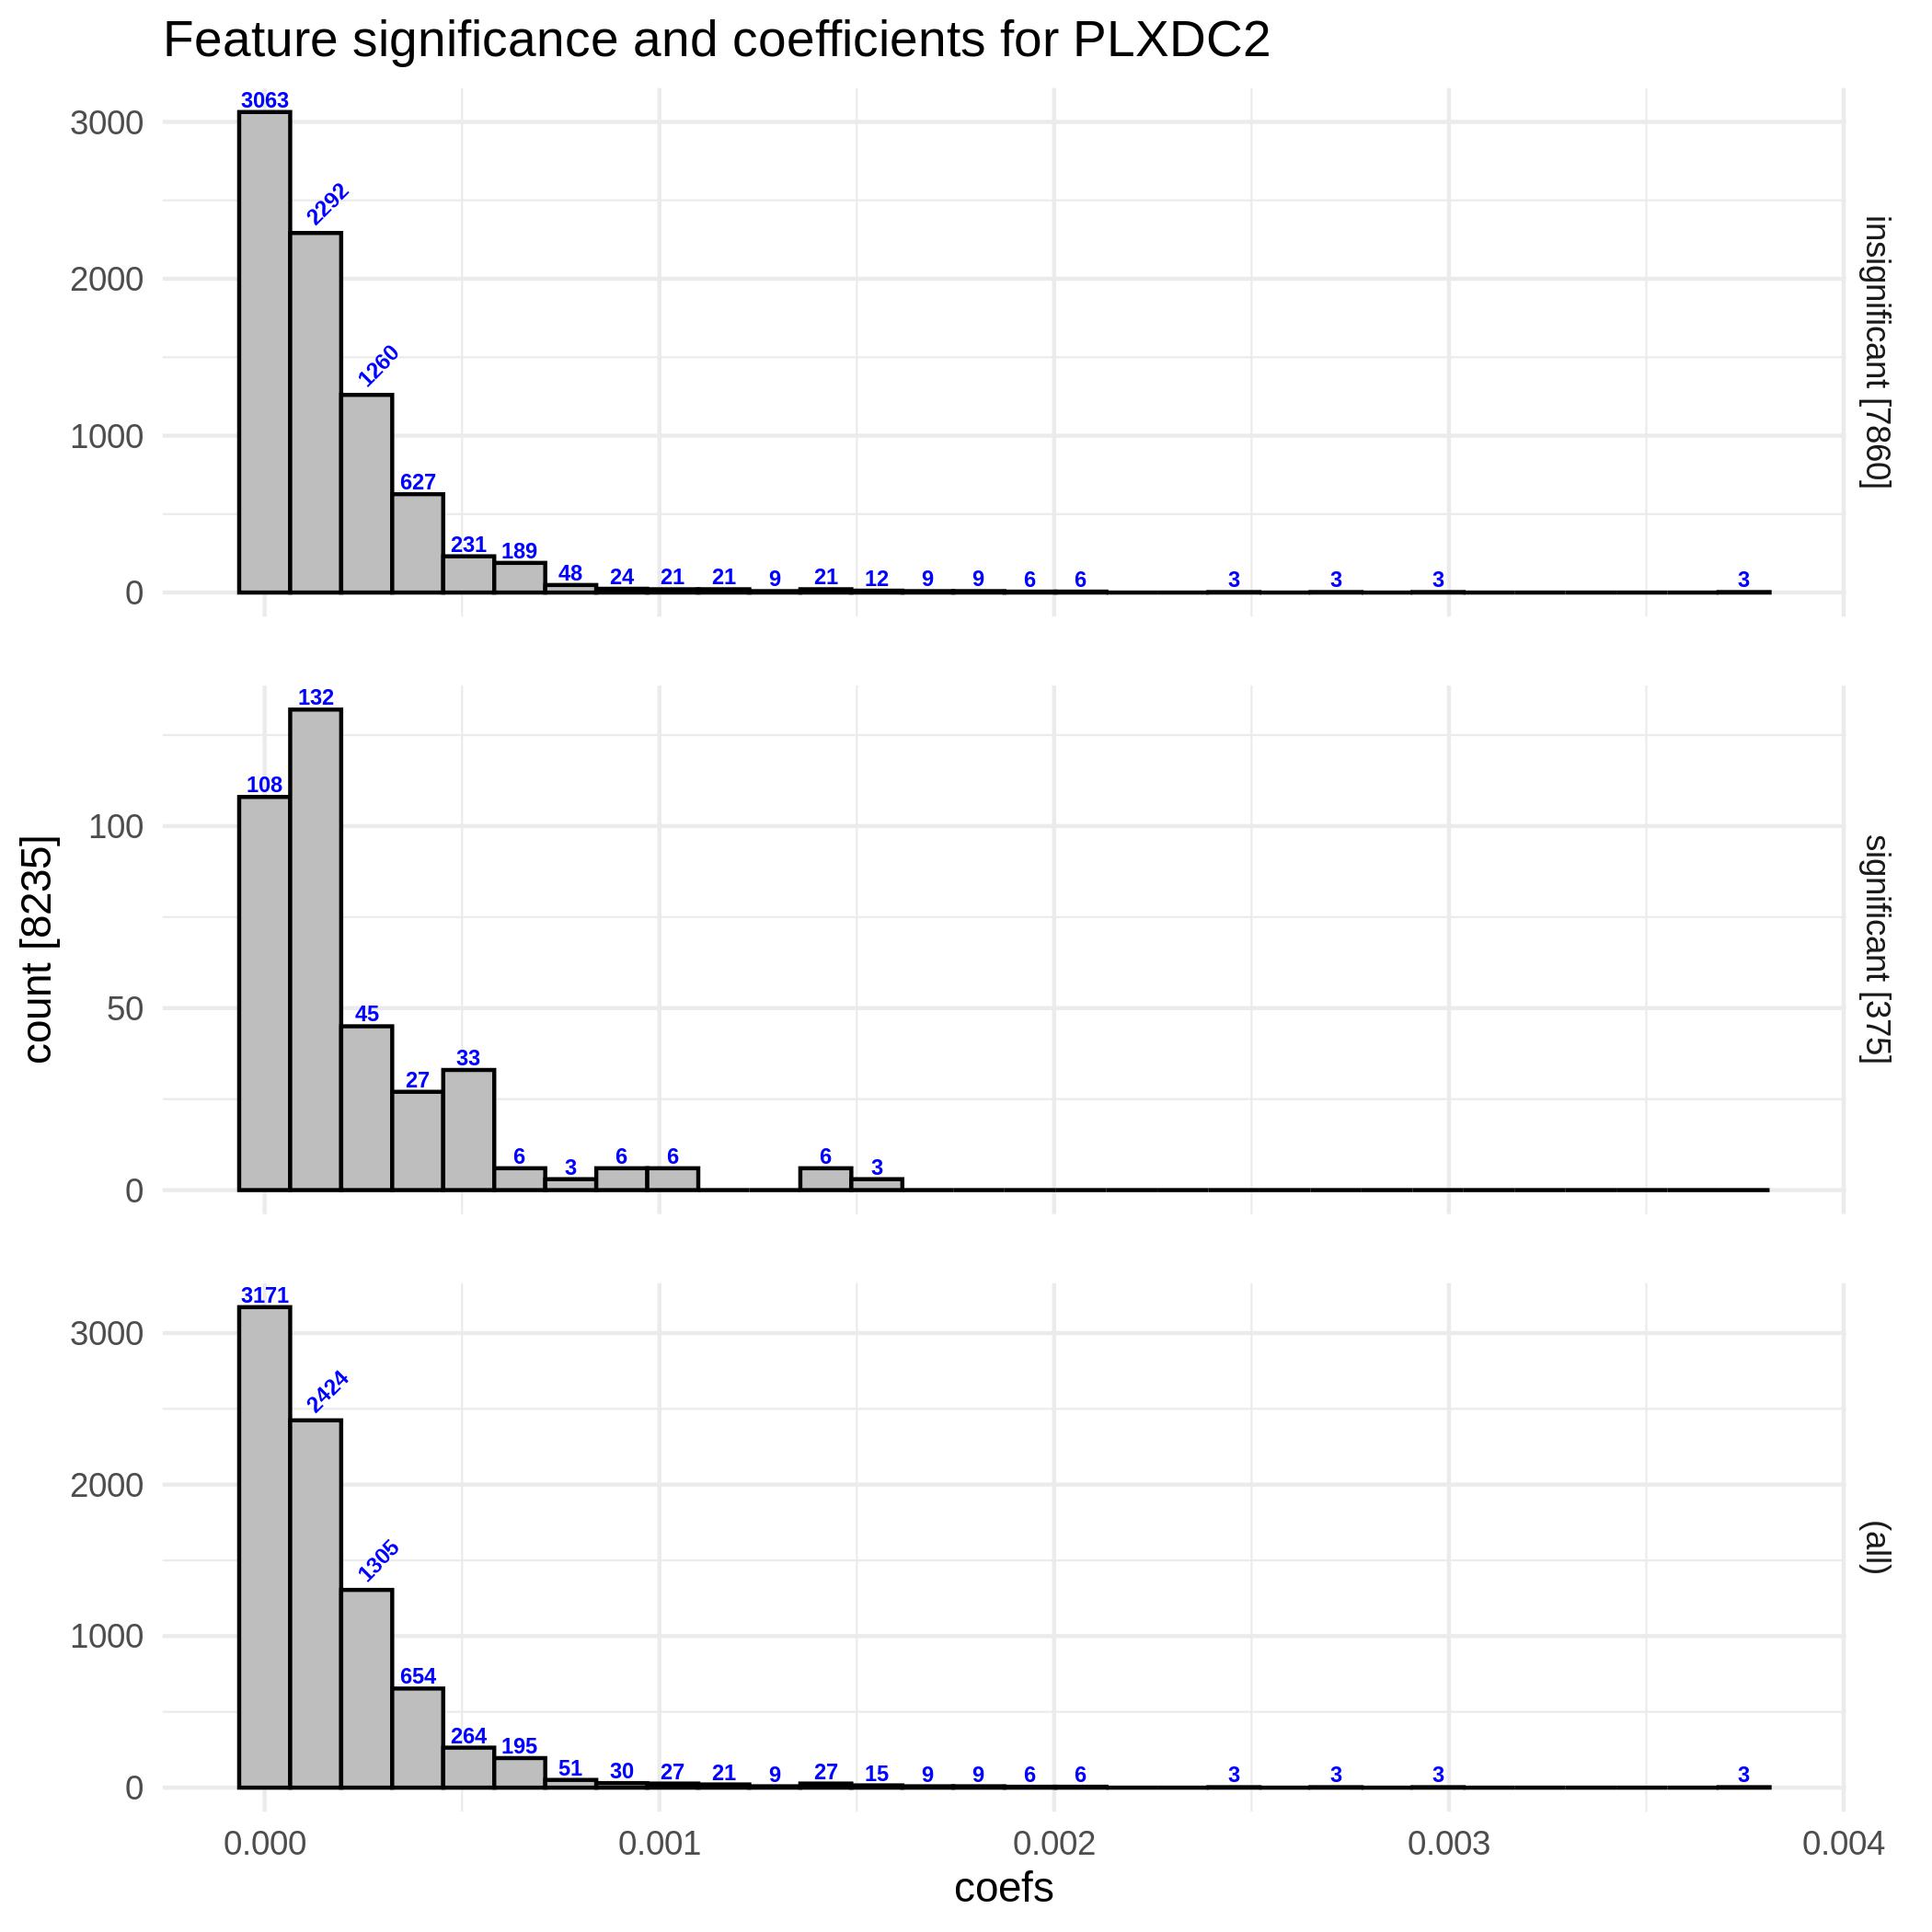 Feature significance and coefficients for PLXDC2
3063
3000
2292
2000
1260
1000
627
231 189 48 24 21 21 9 21 12 9 9 6 6 3 3 3 3
0
insignificant [7860]
132
108
100
50
45
33
27
6 3 6 6 6 3
0
significant [375]
count [8235]
3171
3000
2424
2000
1305
1000
654
264 195 51 30 27 21 9 27 15 9 9 6 6 3 3 3 3
0
(all)
0.000 0.001 0.002 0.003 0.004
coefs